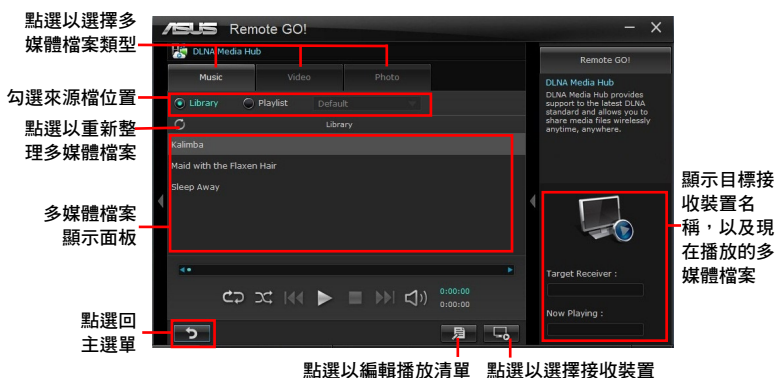 點選以選擇多
媒體檔案類型
勾選來源檔位置
點選以重新整
理多媒體檔案
多媒體檔案
顯示面板
點選回
主選單
ASUS Remote GO!
DLNA Media Hub
Music Video Photo
Library Playlist Default
Library
Kalimba
Maid with the Flaxen Hair
Sleep Away
0:00:00
0:00:00
Remote GO!
DLNA Media Hub
DLNA Media Hub provides
support to the latest DLNA
standard and allows you to
share media files wirelessly
anytime, anywhere.
Target Receiver :
Now Playing :
顯示目標接
收裝置名
稱，以及現
在播放的多
媒體檔案
點選以編輯播放清單 點選以選擇接收裝置